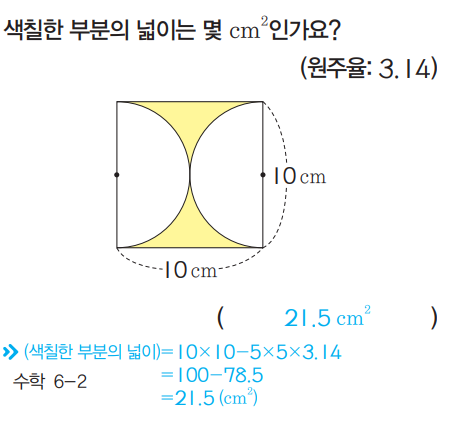 색칠한 부분의 넓이는 몇 cm²인가요?
(원주율: 3.14)
10 cm
10 cm
( 21.5 cm² )
≫ (색칠한 부분의 넓이)=10×10-5×5×3.14
수학 6-2
=100-78.5
=21.5 (cm²)